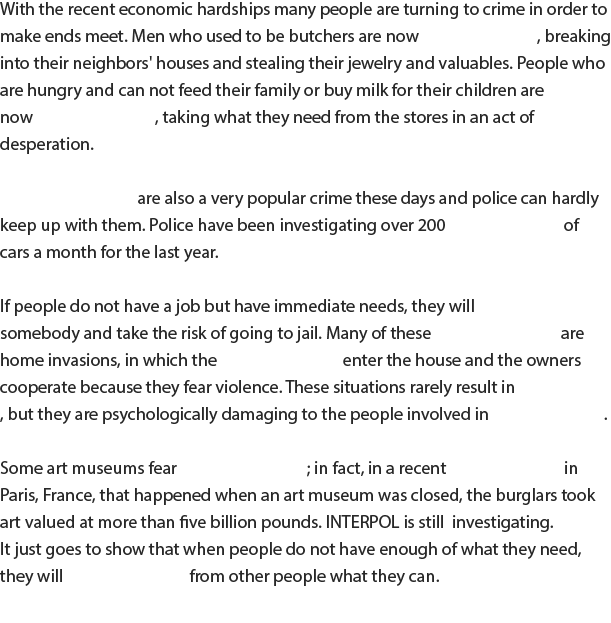 With the recent economic hardships many people are turning to crime in order to
make ends meet. Men who used to be butchers are now , breaking
into their neighbors' houses and stealing their jewelry and valuables. People who
are hungry and can not feed their family or buy milk for their children are
now , taking what they need from the stores in an act of
desperation.
are also a very popular crime these days and police can hardly
keep up with them. Police have been investigating over 200 of
cars a month for the last year.
If people do not have a job but have immediate needs, they will
somebody and take the risk of going to jail. Many of these are
home invasions, in which the enter the house and the owners
cooperate because they fear violence. These situations rarely result in
, but they are psychologically damaging to the people involved in .
Some art museums fear ; in fact, in a recent in
Paris, France, that happened when an art museum was closed, the burglars took
art valued at more than five billion pounds. INTERPOL is still investigating.
It just goes to show that when people do not have enough of what they need,
they will from other people what they can.